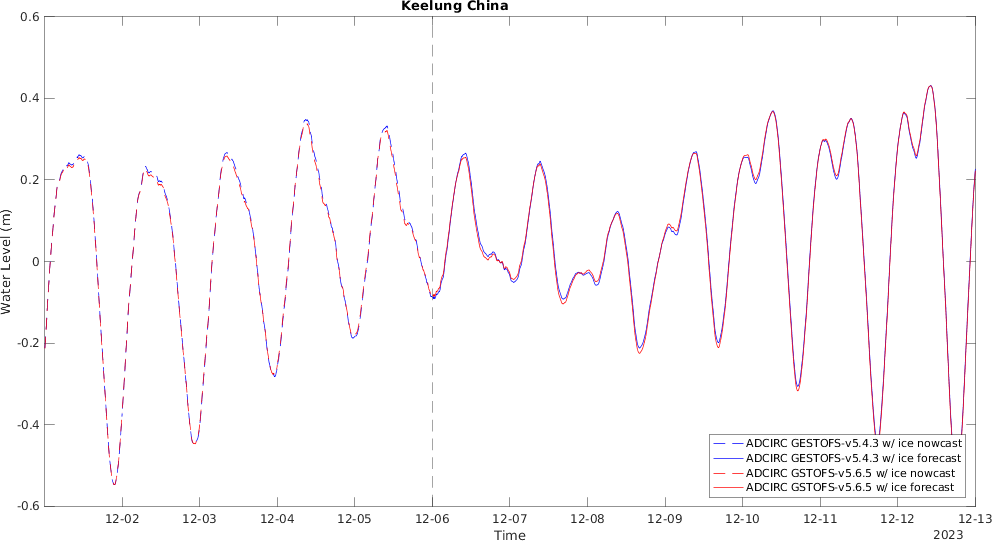 Keelung China
0.6
0.4
0.2
0
-0.2
-0.4
-0.6
Water Level (m)
12-02
12-03
12-04
12-05
12-06
12-07
12-08
12-09
12-10
12-11
12-12
12-13
Time
2023
ADCIRC GESTOFS-v5.4.3 w/ ice nowcast
ADCIRC GESTOFS-v5.4.3 w/ ice forecast
ADCIRC GSTOFS-v5.6.5 w/ ice nowcast
ADCIRC GSTOFS-v5.6.5 w/ ice forecast